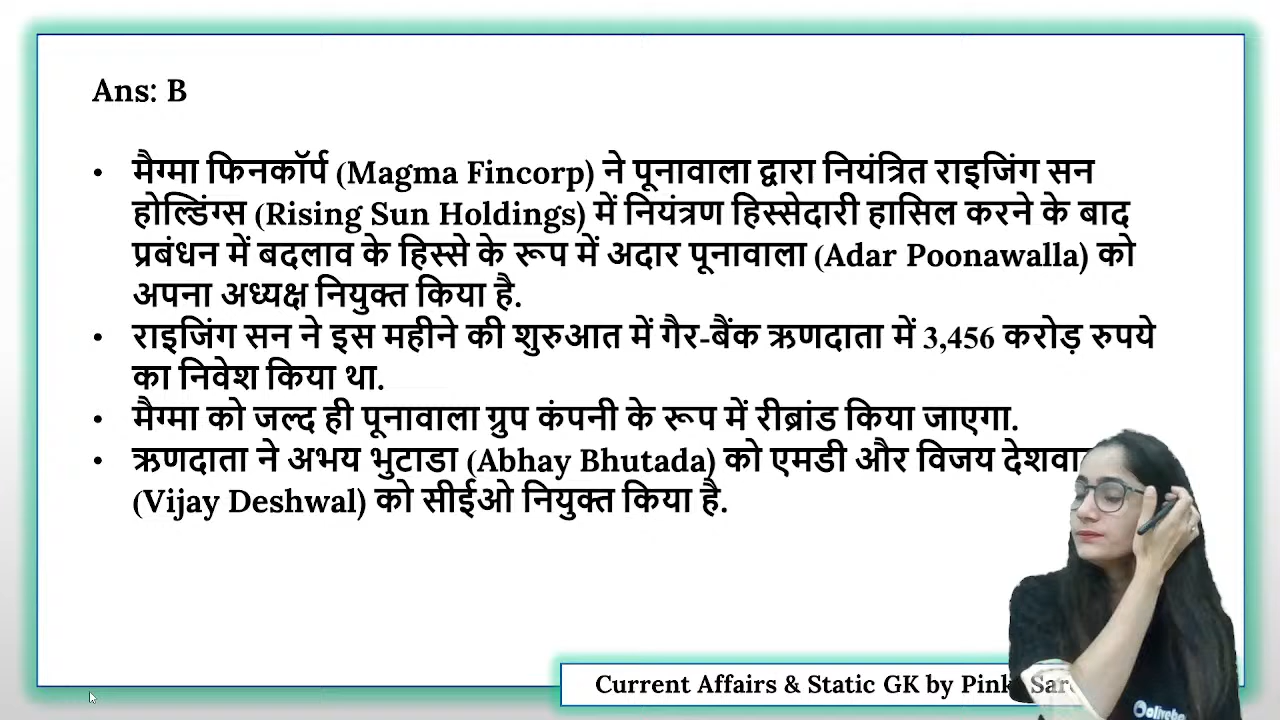 Ans: B
• मैग्मा फिनकॉर्प (Magma Fincorp) ने पूनावाला द्वारा नियंत्रित राइजिंग सन
होल्डिंग्स (Rising Sun Holdings) में नियंत्रण हिस्सेदारी हासिल करने के बाद
प्रबंधन में बदलाव के हिस्से के रूप में अदार पूनावाला (Adar Poonawalla) को
अपना अध्यक्ष नियुक्त किया है.
• राइजिंग सन ने इस महीने की शुरुआत में गैर-बैंक ऋणदाता में 3,456 करोड़ रुपये
का निवेश किया था.
• मैग्मा को जल्द ही पूनावाला ग्रुप कंपनी के रूप में रीब्रांड किया जाएगा.
• ऋणदाता ने अभय भुटाडा (Abhay Bhutada) को एमडी और विजय
(Vijay Deshwal) को सीईओ नियुक्त किया है.
Current Affairs & Static GK by